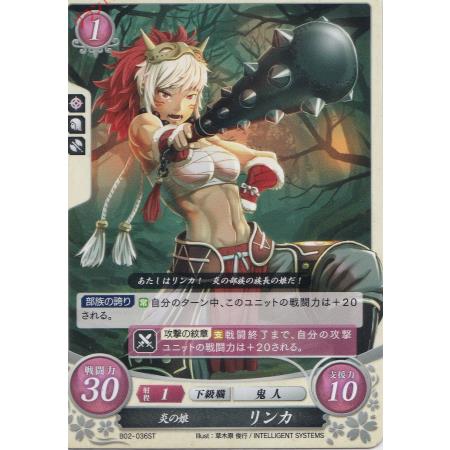 1
あたしはリンカ! 炎の部族の族長の娘だ!
部族の誇り 常 自分のターン中、このユニットの戦闘力は＋20
される。
攻撃の紋章 支 戦闘終了まで、自分の攻撃
ユニットの戦闘力は＋20される。
戦闘力 30
射程 1 下級職 鬼人
支援力 10
炎の娘 リンカ
B02-036ST Illust：草木原 俊行 / INTELLIGENT SYSTEMS